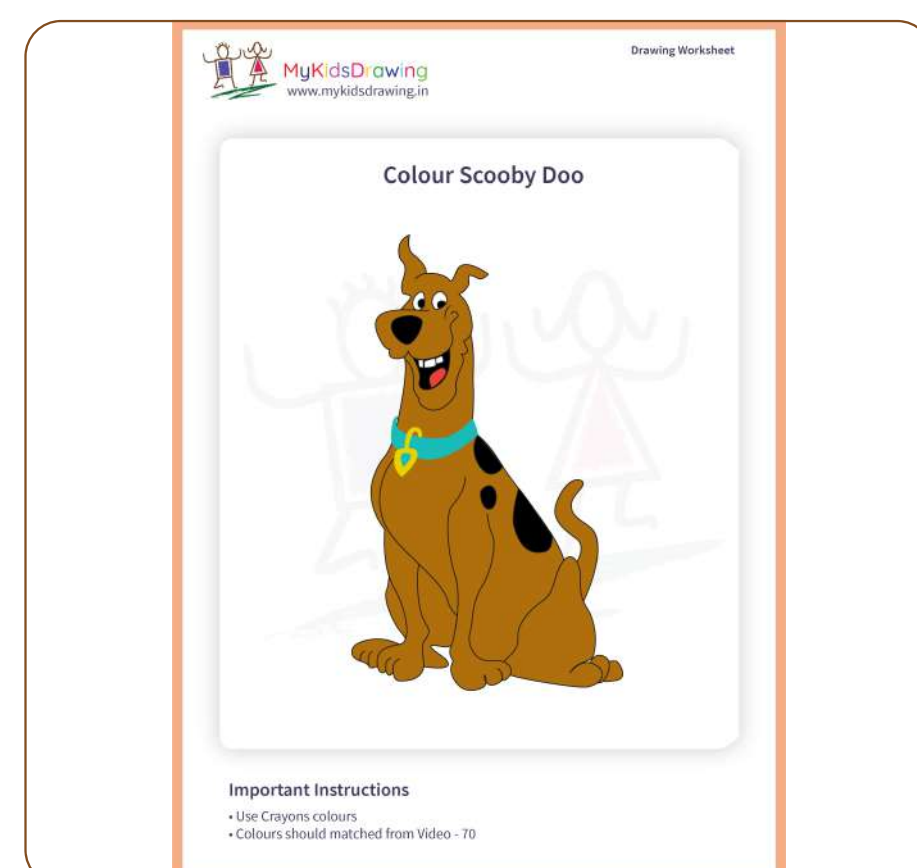 MyKidsDrawing
www.mykidsdrawing.in
Drawing Worksheet
Colour Scooby Doo
Important Instructions
• Use Crayons colours
• Colours should matched from Video - 70